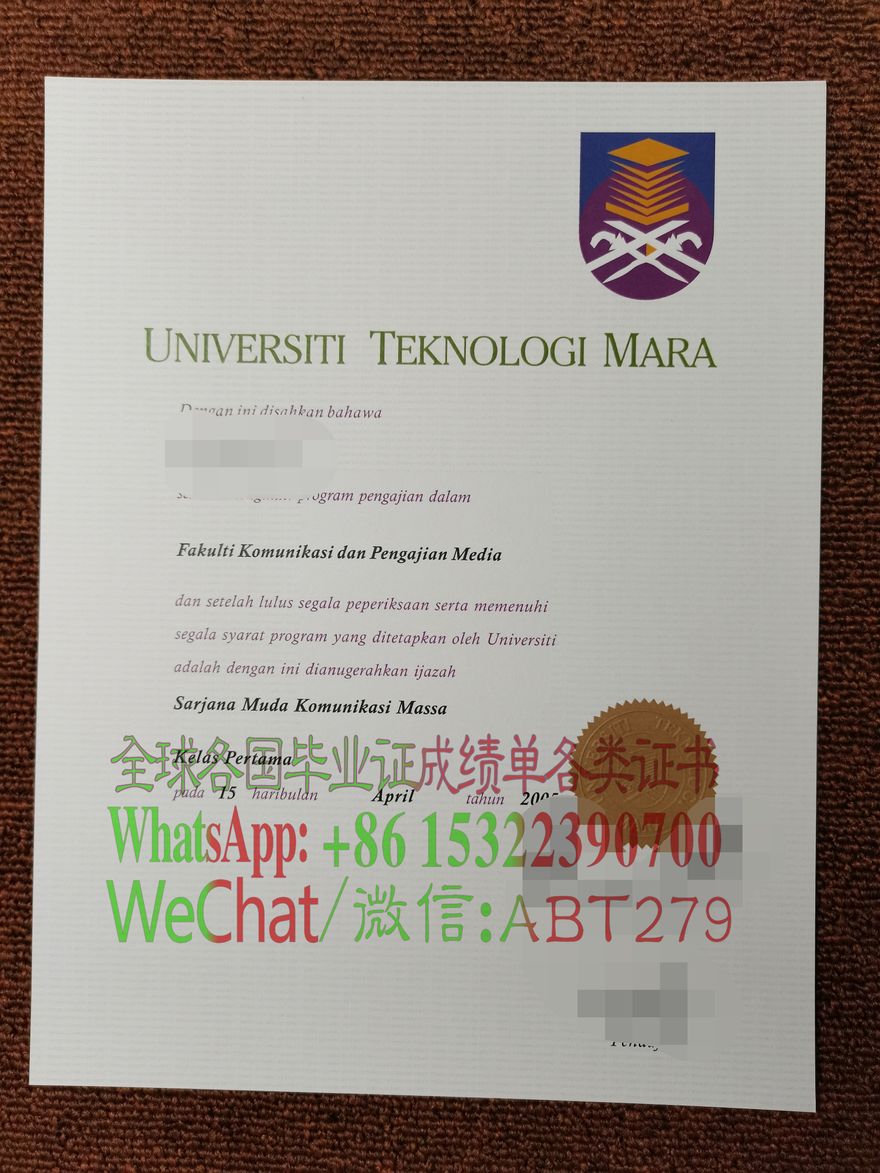 UNIVERSITI TEKNOLOGI MARA
Dengan ini disahkan bahawa
program pengajian dalam
Fakulti Komunikasi dan Pengajian Media
dan setelah lulus segala peperiksaan serta memenuhi
segala syarat program yang ditetapkan oleh Universiti
adalah dengan ini dianugerahkan ijazah
Sarjana Muda Komunikasi Massa
全球各国毕业证成绩单各类证书
Kelas Pertama
pada 15 haribulan April tahun 2005
WhatsApp: +86 15322390700
WeChat/微信:ABT279